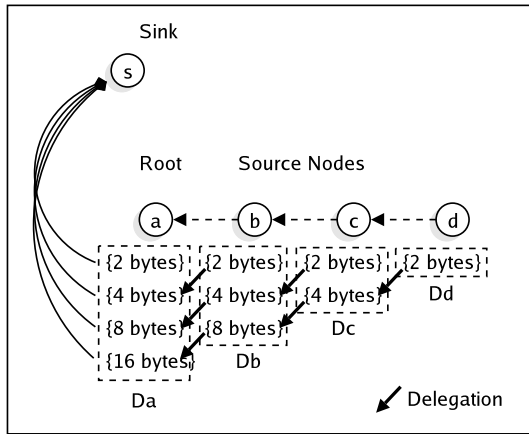 Sink
s
Root Source Nodes
a b c d
{2 bytes} {2 bytes} {2 bytes} {2 bytes}
{4 bytes} {4 bytes} {4 bytes} Dd
{8 bytes} {8 bytes} Dc
{16 bytes} Db
Da
Delegation